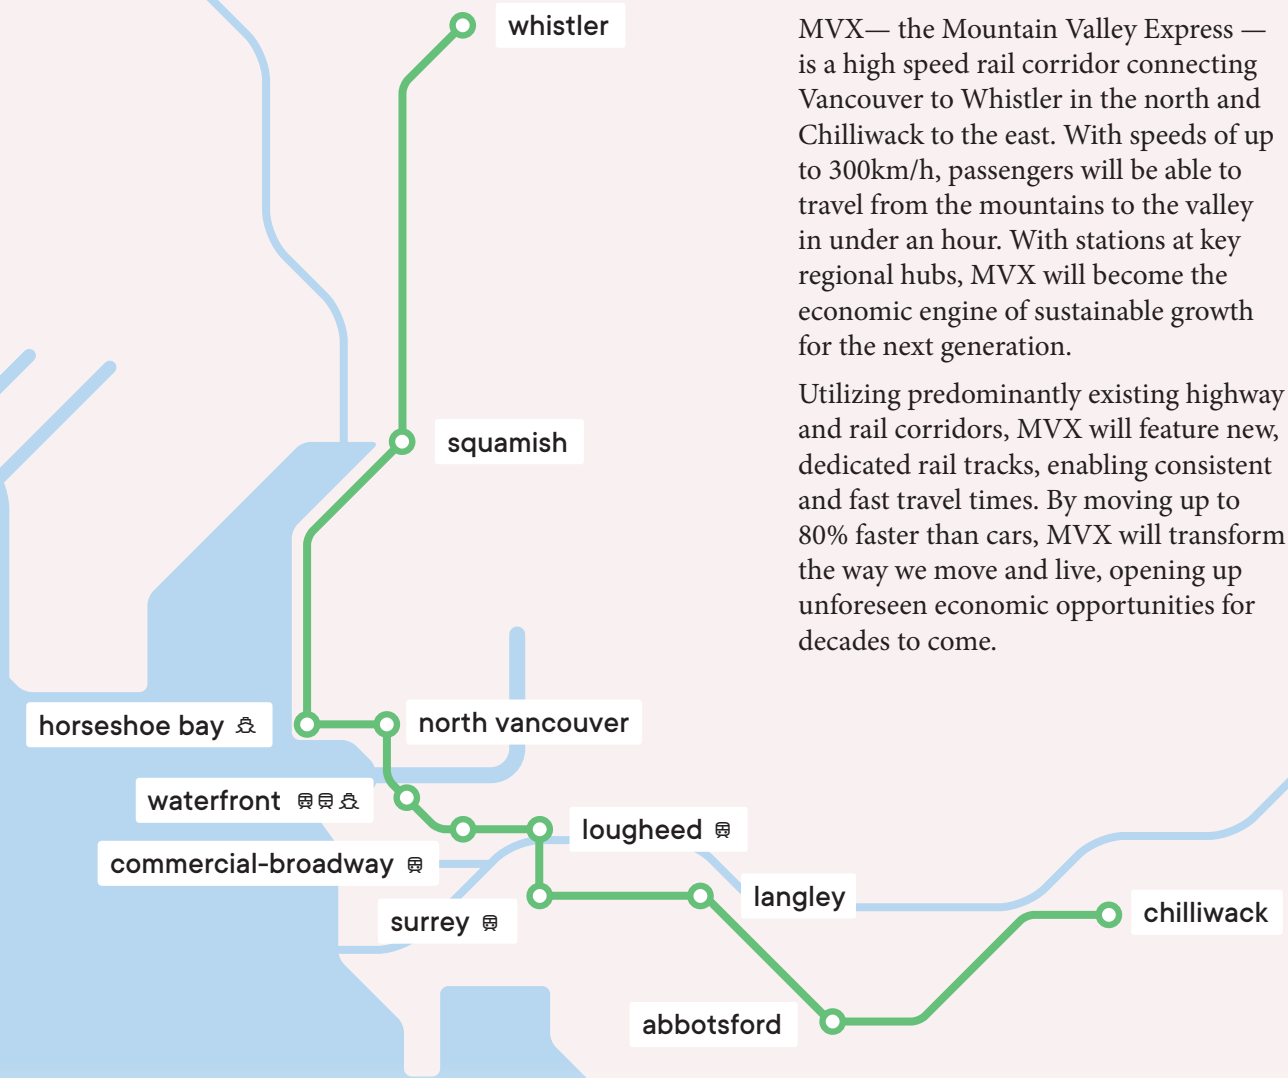 whistler
MVX— the Mountain Valley Express —
is a high speed rail corridor connecting
Vancouver to Whistler in the north and
Chilliwack to the east. With speeds of up
to 300km/h, passengers will be able to
travel from the mountains to the valley
in under an hour. With stations at key
regional hubs, MVX will become the
economic engine of sustainable growth
for the next generation.
Utilizing predominantly existing highway
and rail corridors, MVX will feature new,
dedicated rail tracks, enabling consistent
and fast travel times. By moving up to
80% faster than cars, MVX will transform
the way we move and live, opening up
unforeseen economic opportunities for
decades to come.
squamish
horseshoe bay
north vancouver
waterfront
lougheed
commercial-broadway
langley
surrey
chilliwack
abbotsford